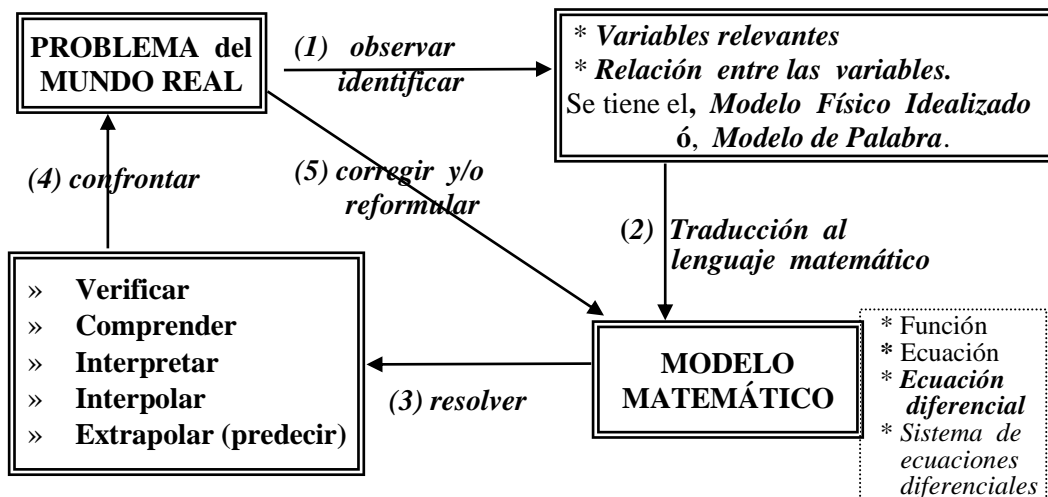 PROBLEMA del
MUNDO REAL
(1) observar
identificar
* Variables relevantes
* Relación entre las variables.
Se tiene el, Modelo Físico Idealizado
ó, Modelo de Palabra.
(4) confrontar
(5) corregir y/o
reformular
(2) Traducción al
lenguaje matemático
» Verificar
» Comprender
» Interpretar
» Interpolar
» Extrapolar (predecir)
(3) resolver
MODELO
MATEMÁTICO
* Función
* Ecuación
* Ecuación
diferencial
* Sistema de
ecuaciones
diferenciales